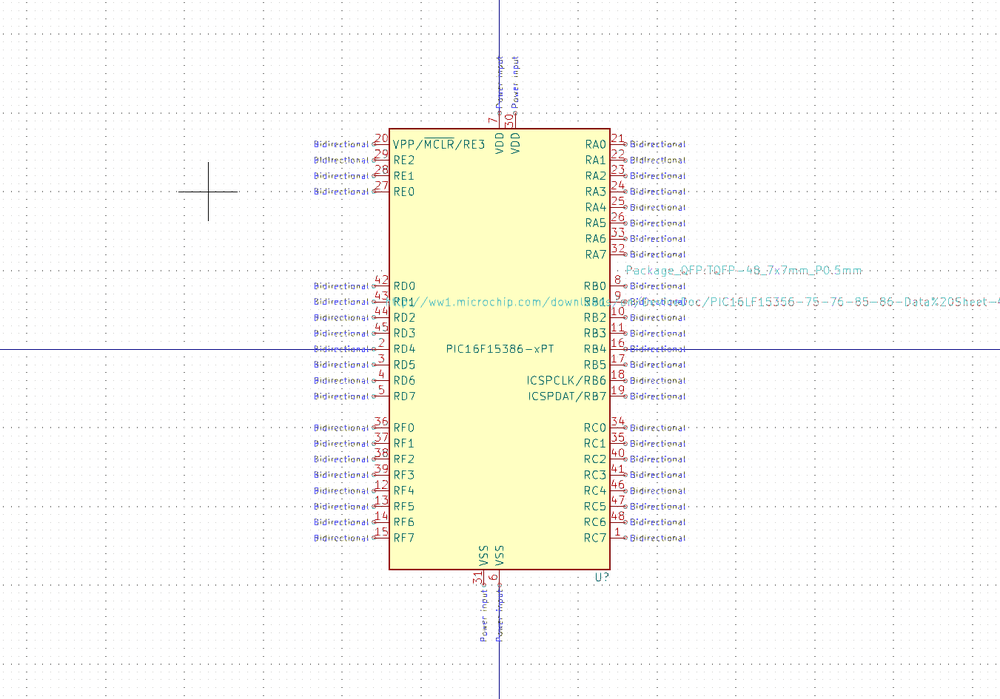 Power input
Power input
7
30
VDD
VDD
Bidirectional 20 VPP/MCLR/RE3
Bidirectional 29 RE2
Bidirectional 28 RE1
Bidirectional 27 RE0
RA0 21 Bidirectional
RA1 22 Bidirectional
RA2 23 Bidirectional
RA3 24 Bidirectional
RA4 25 Bidirectional
RA5 26 Bidirectional
RA6 33 Bidirectional
RA7 32 Bidirectional
Package_QFP:TQFP-48_7x7mm_P0.5mm
Bidirectional 42 RD0
Bidirectional 43 RD1
Bidirectional 44 RD2
Bidirectional 45 RD3
Bidirectional 2 RD4
Bidirectional 3 RD5
Bidirectional 4 RD6
Bidirectional 5 RD7
RB0 8 Bidirectional
RB1 9 Bidirectional
//ww1.microchip.com/ /PIC16LF15356-75-76-85-86-Data%20Sheet-
RB2 10 Bidirectional
RB3 11 Bidirectional
PIC16F15386-xPT
RB4 16 Bidirectional
RB5 17 Bidirectional
ICSPCLK/RB6 18 Bidirectional
ICSPDAT/RB7 19 Bidirectional
Bidirectional 36 RF0
Bidirectional 37 RF1
Bidirectional 38 RF2
Bidirectional 39 RF3
Bidirectional 12 RF4
Bidirectional 13 RF5
Bidirectional 14 RF6
Bidirectional 15 RF7
RC0 34 Bidirectional
RC1 35 Bidirectional
RC2 40 Bidirectional
RC3 41 Bidirectional
RC4 46 Bidirectional
RC5 47 Bidirectional
RC6 48 Bidirectional
RC7 1 Bidirectional
VSS
VSS
31
6
U?
Power input
Power input